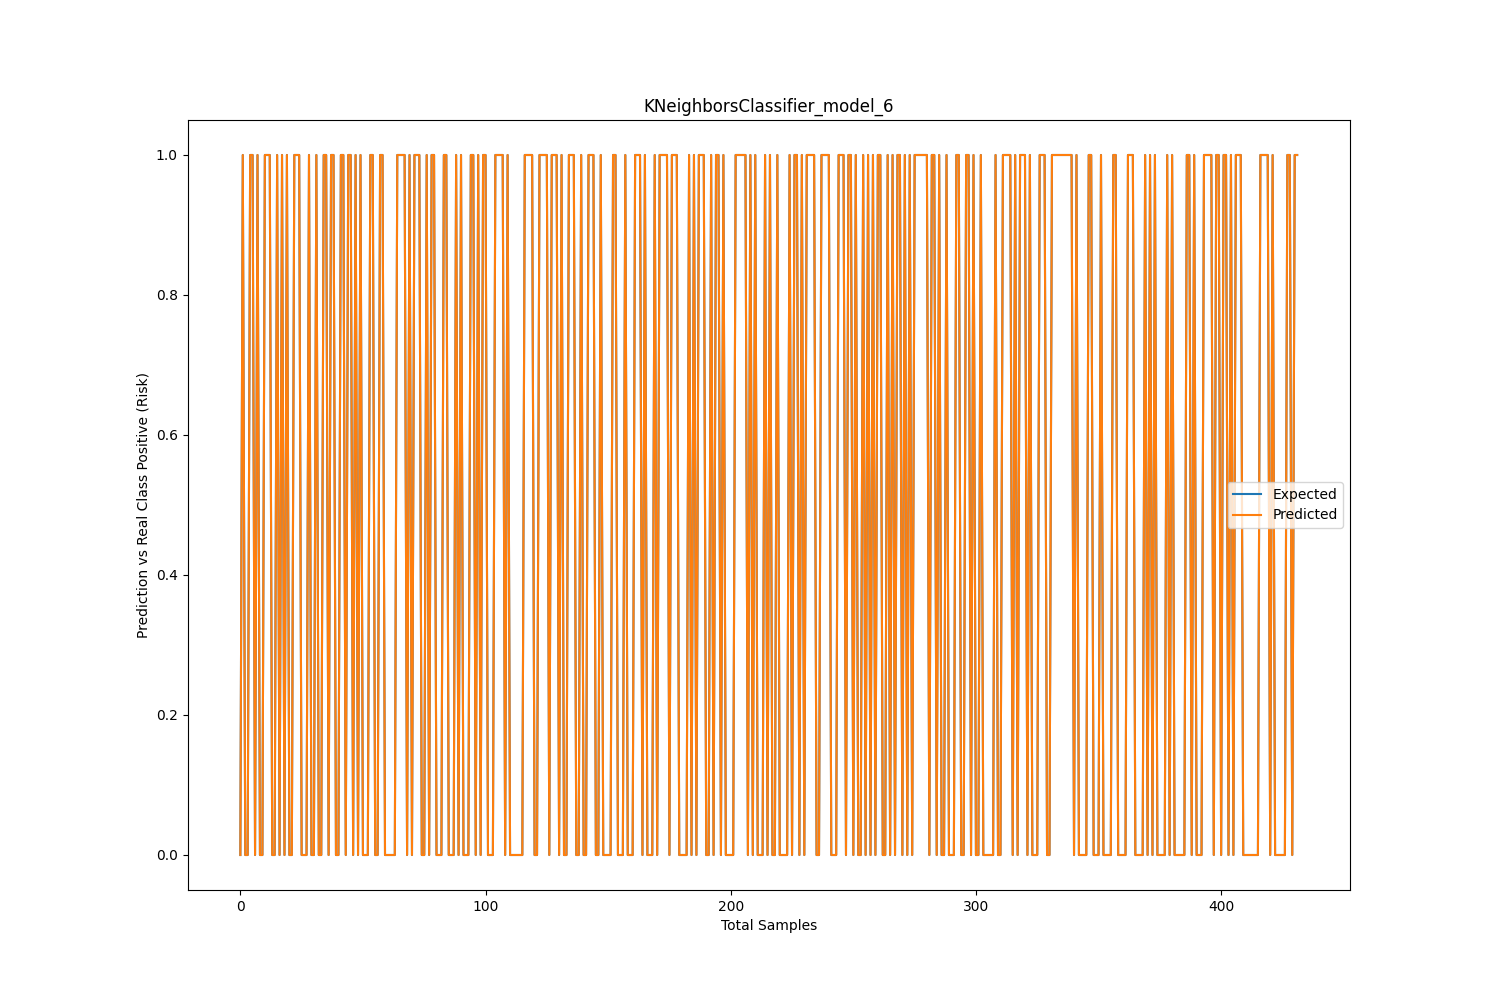 KNeighborsClassifier_model_6
Prediction vs Real Class Positive (Risk)
1.0
0.8
0.6
0.4
0.2
0.0
Expected
Predicted
0 100 200 300 400
Total Samples